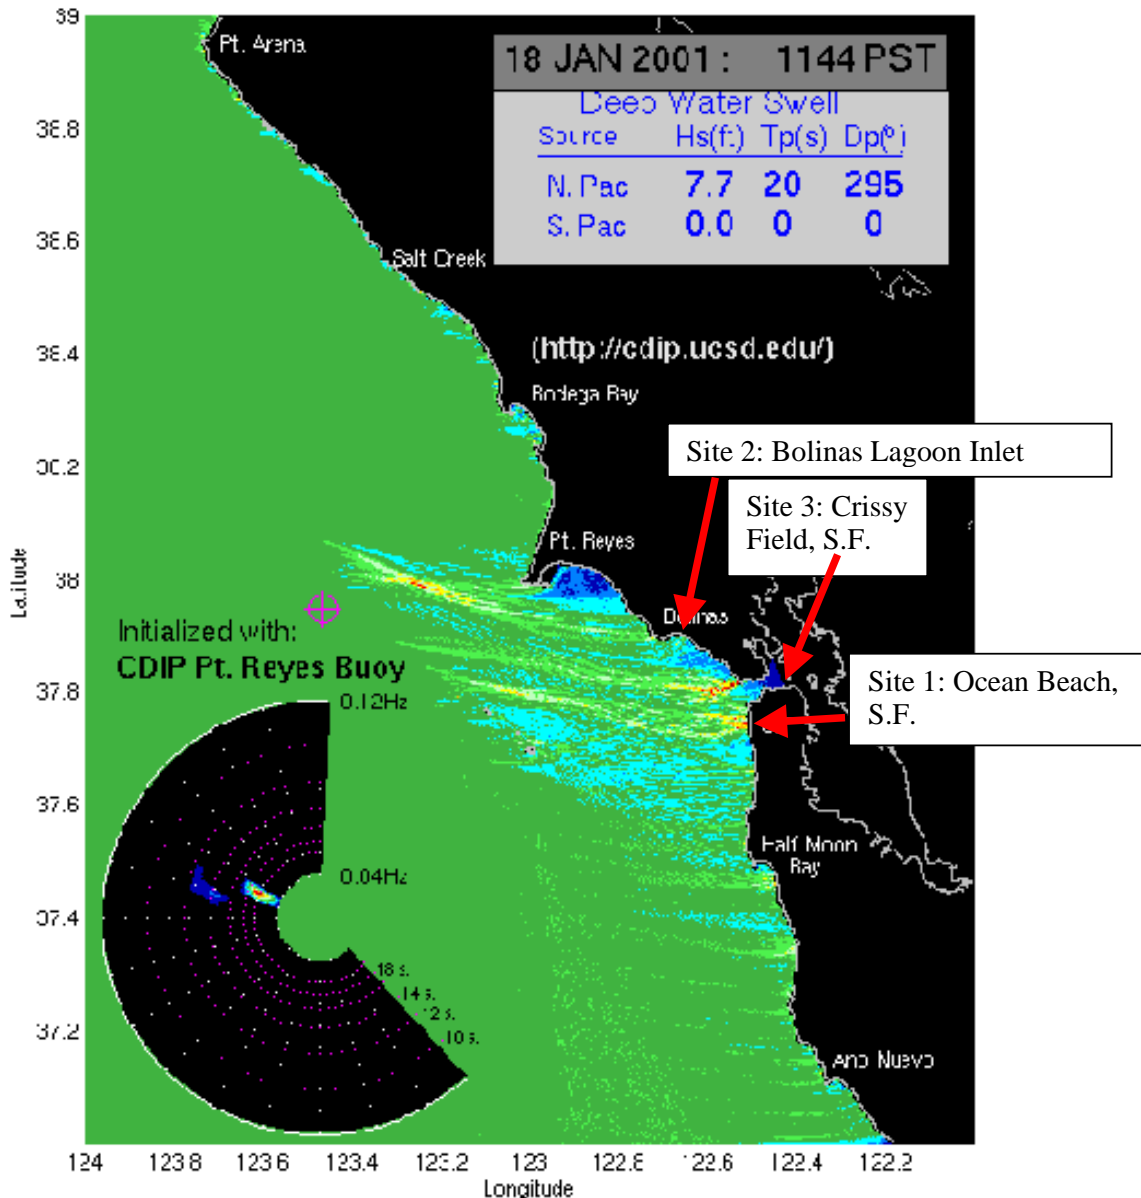 39
Pt. Arena
18 JAN 2001 : 1144 PST
Deep Water Swell
Source Hs(ft) Tp(s) Dp(º)
N. Pac 7.7 20 295
S. Pac 0.0 0 0
38.8
38.6
Salt Creek
38.4
(http://cdip.ucsd.edu/)
Bodega Bay
38.2
Site 2: Bolinas Lagoon Inlet
Site 3: Crissy
Field, S.F.
Pt. Reyes
Latitude
38
Bolinas
Initialized with:
CDIP Pt. Reyes Buoy
37.8
0.12Hz
Site 1: Ocean Beach,
S.F.
37.6
Half Moon
Bay
0.04Hz
37.4
18 s.
14 s.
12 s.
10 s.
37.2
Ano Nuevo
124 123.8 123.6 123.4 123.2 123 122.8 122.6 122.4 122.2
Longitude